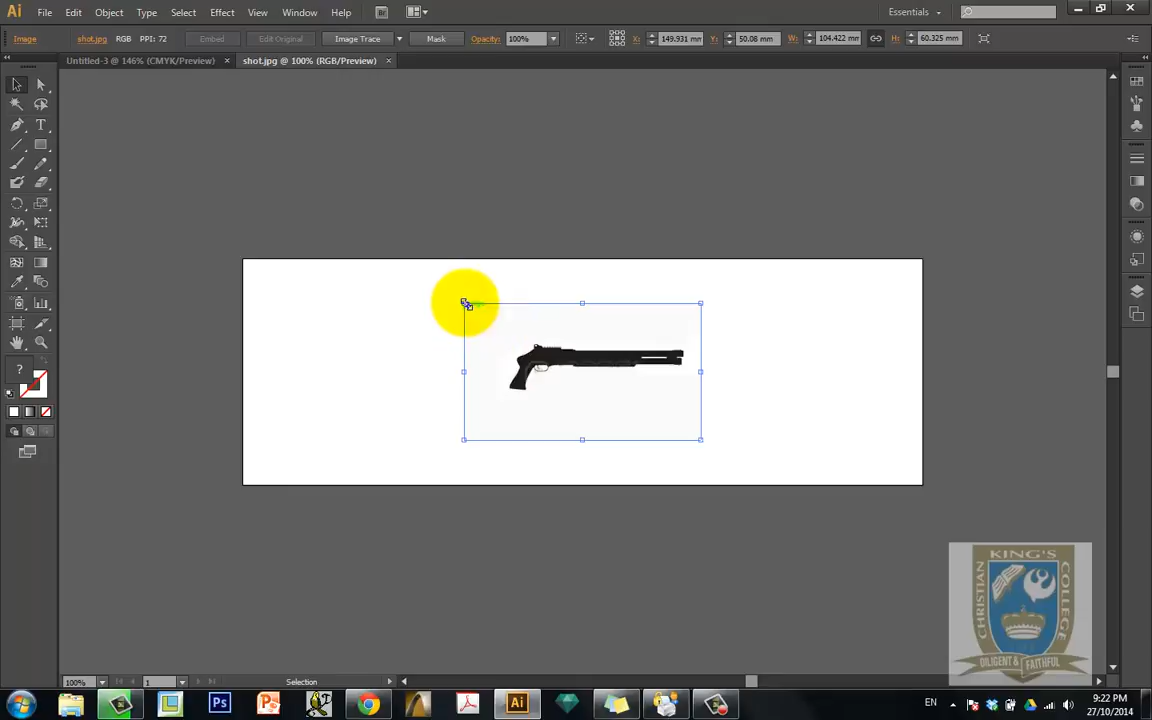 Ai File Edit Object Type Select Effect View Window Help Br Essentials
Image shot.jpg RGB PPI: 72 Embed Edit Original Image Trace Mask Opacity: 100% X: 149.931 mm Y: 50.08 mm W: 104.422 mm H: 60.325 mm
Untitled-3 @ 146% (CMYK/Preview) × shot.jpg @ 100% (RGB/Preview) ×
T
?
KING'S
CHRISTIAN
COLLEGE
DILIGENT & FAITHFUL
100% 1 Selection
Ps Ai EN 9:22 PM
27/10/2014